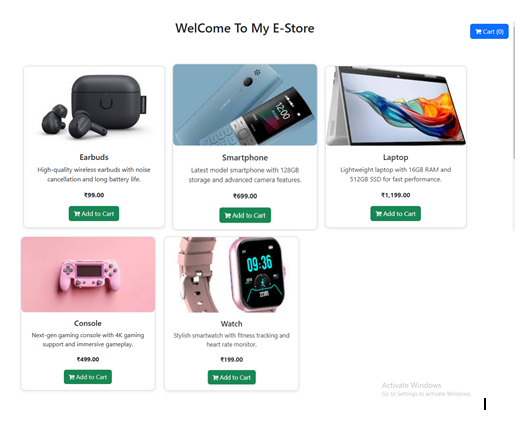 WelCome To My E-Store
Cart (0)
Earbuds
High-quality wireless earbuds with noise
cancellation and long battery life.
₹99.00
Add to Cart
12:00
Smartphone
Latest model smartphone with 128GB
storage and advanced camera features.
₹699.00
Add to Cart
Laptop
Lightweight laptop with 16GB RAM and
512GB SSD for fast performance.
₹1,199.00
Add to Cart
Console
Next-gen gaming console with 4K gaming
support and immersive gameplay.
₹499.00
Add to Cart
09:36
Watch
Stylish smartwatch with fitness tracking and
heart rate monitor.
₹199.00
Add to Cart
Activate Windows
Go to Settings to activate Windows.